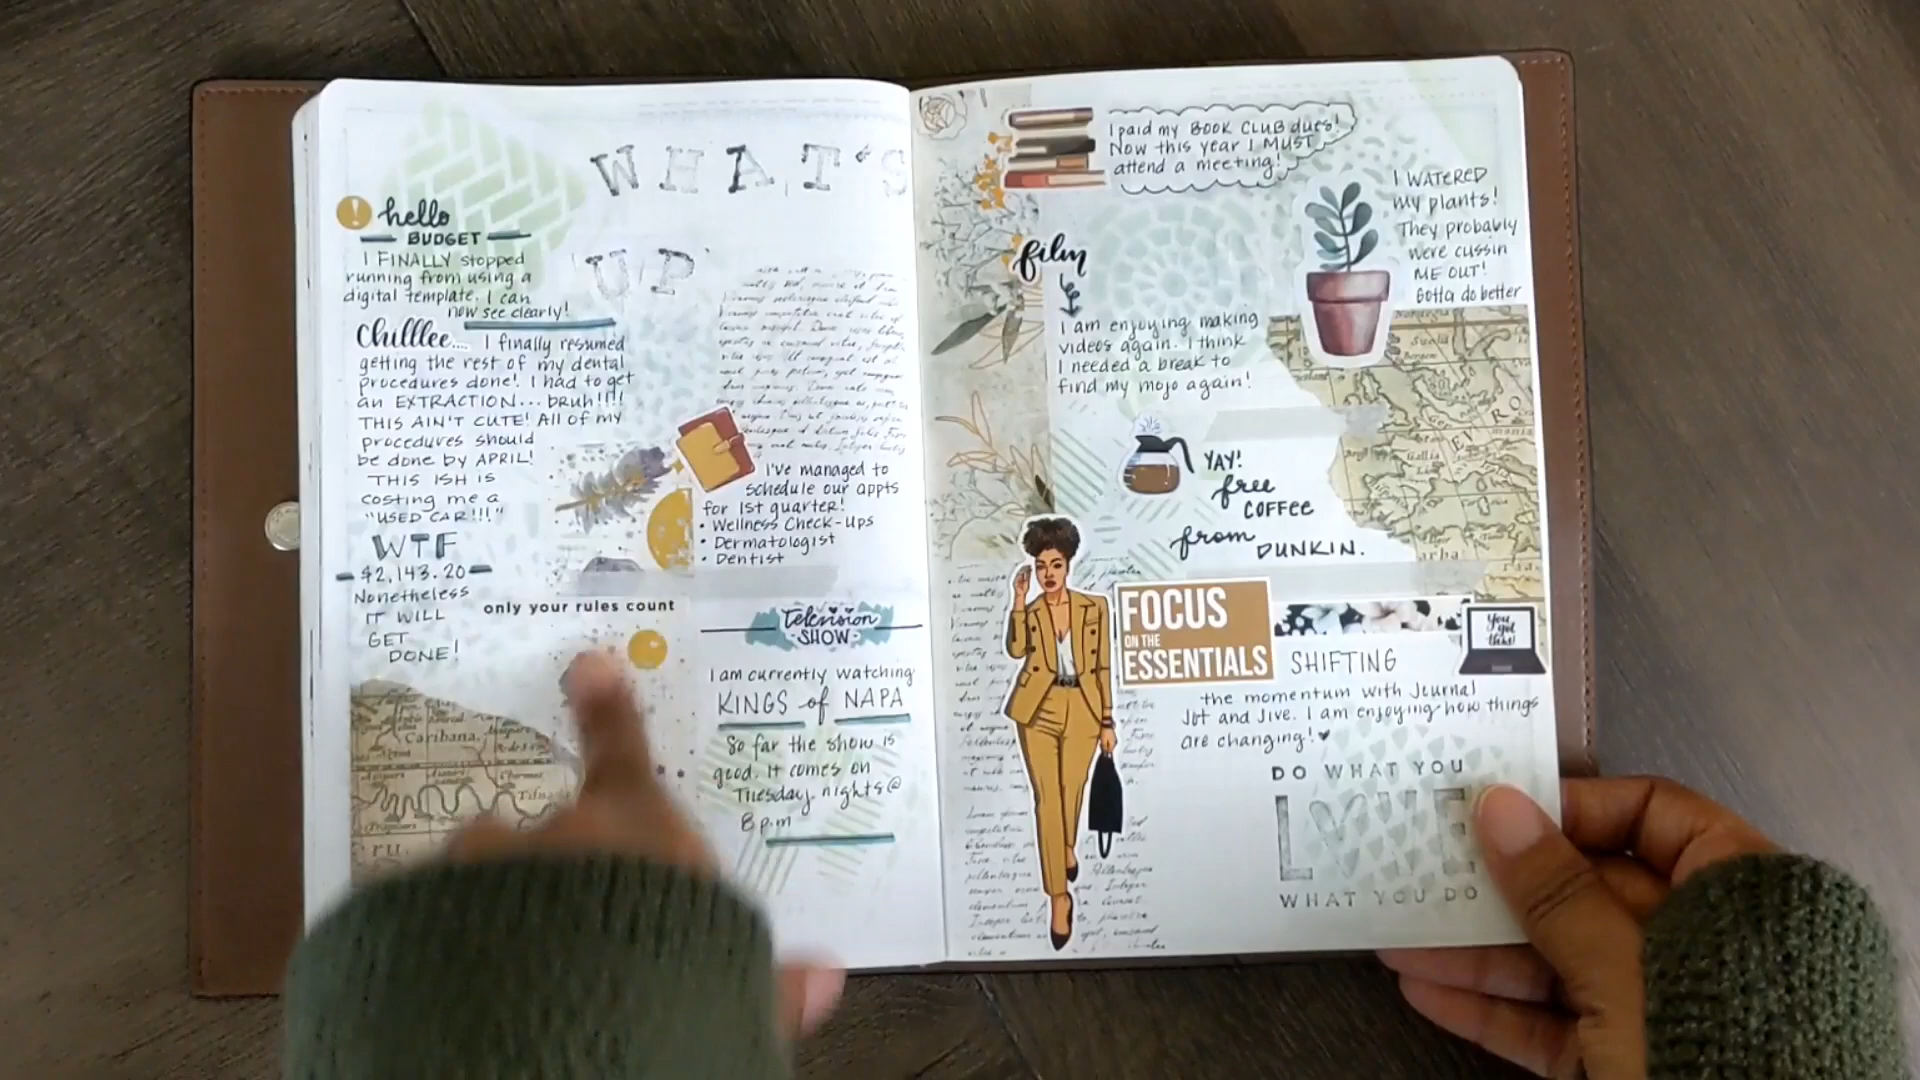 WHAT'S
UP
hello
BUDGET
I FINALLY stopped
running from using a
digital template. I can
now see clearly!
Chilllee.... I finally resumed
getting the rest of my dental
procedures done! I had to get
an EXTRACTION... bruh!!!!
THIS AIN'T CUTE! All of my
procedures should
be done by APRIL!
THIS ISH IS
costing me a
"USED CAR!!!"
WTF
$2,143.20
Nonetheless
IT WILL
GET
DONE!
only your rules count
Caribana
I've managed to
schedule our appts
for 1st quarter!
• Wellness Check-Ups
• Dermatologist
• Dentist
television
SHOW
I am currently watching
KINGS of NAPA
So far the show is
good. It comes on
Tuesday nights @
8 p.m
I paid my BOOK CLUB dues!
Now this year I MUST
attend a meeting!
I WATERED
my plants!
They probably
were cussin
ME OUT!
Gotta do better
film
I am enjoying making
videos again. I think
I needed a break to
find my mojo again!
YAY!
free
COFFEE
from
DUNKIN.
FOCUS
ON THE
ESSENTIALS
You
got
this!
SHIFTING
the momentum with Journal
Jot and Jive. I am enjoying how things
are changing!♥
DO WHAT YOU
LOVE
WHAT YOU DO